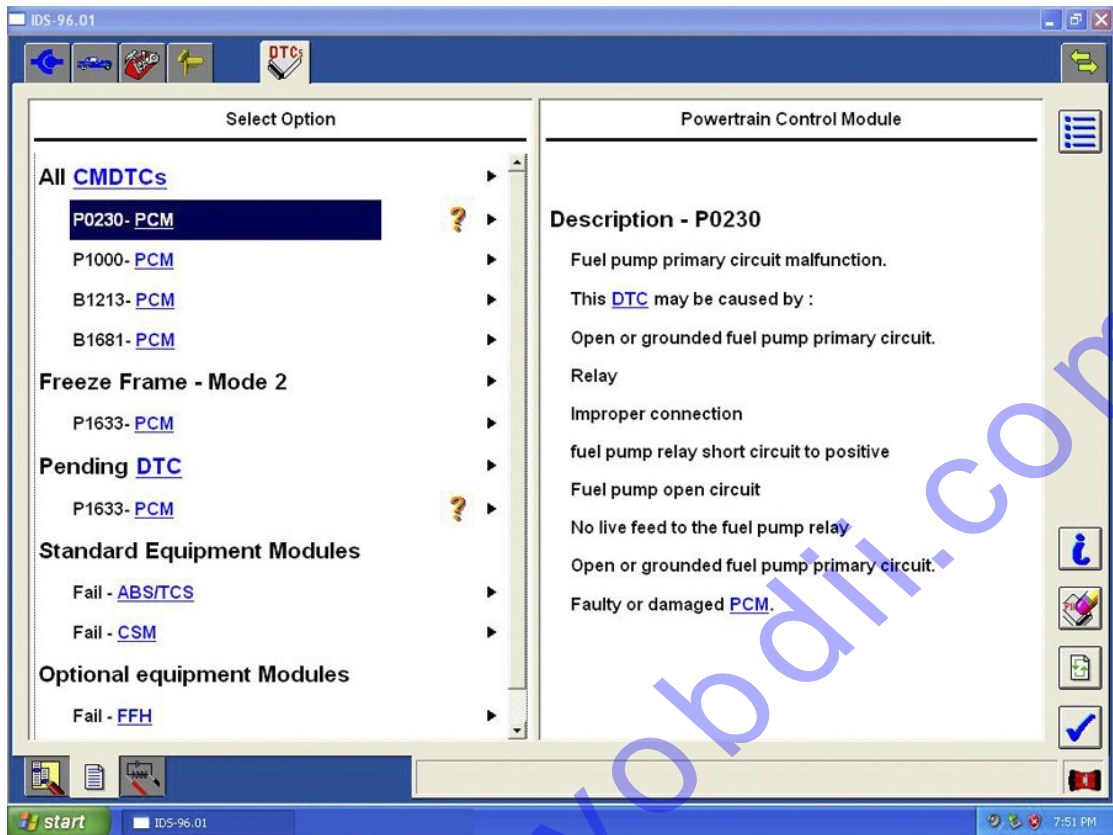 IDS-96.01
DTCs
Select Option
All CMDTCs
P0230- PCM
?
P1000- PCM
B1213- PCM
B1681- PCM
Freeze Frame - Mode 2
P1633- PCM
Pending DTC
P1633- PCM
?
Standard Equipment Modules
Fail - ABS/TCS
Fail - CSM
Optional equipment Modules
Fail - FFH
Powertrain Control Module
Description - P0230
Fuel pump primary circuit malfunction.
This DTC may be caused by :
Open or grounded fuel pump primary circuit.
Relay
Improper connection
fuel pump relay short circuit to positive
Fuel pump open circuit
No live feed to the fuel pump relay
Open or grounded fuel pump primary circuit.
Faulty or damaged PCM.
start
IDS-96.01
7:51 PM